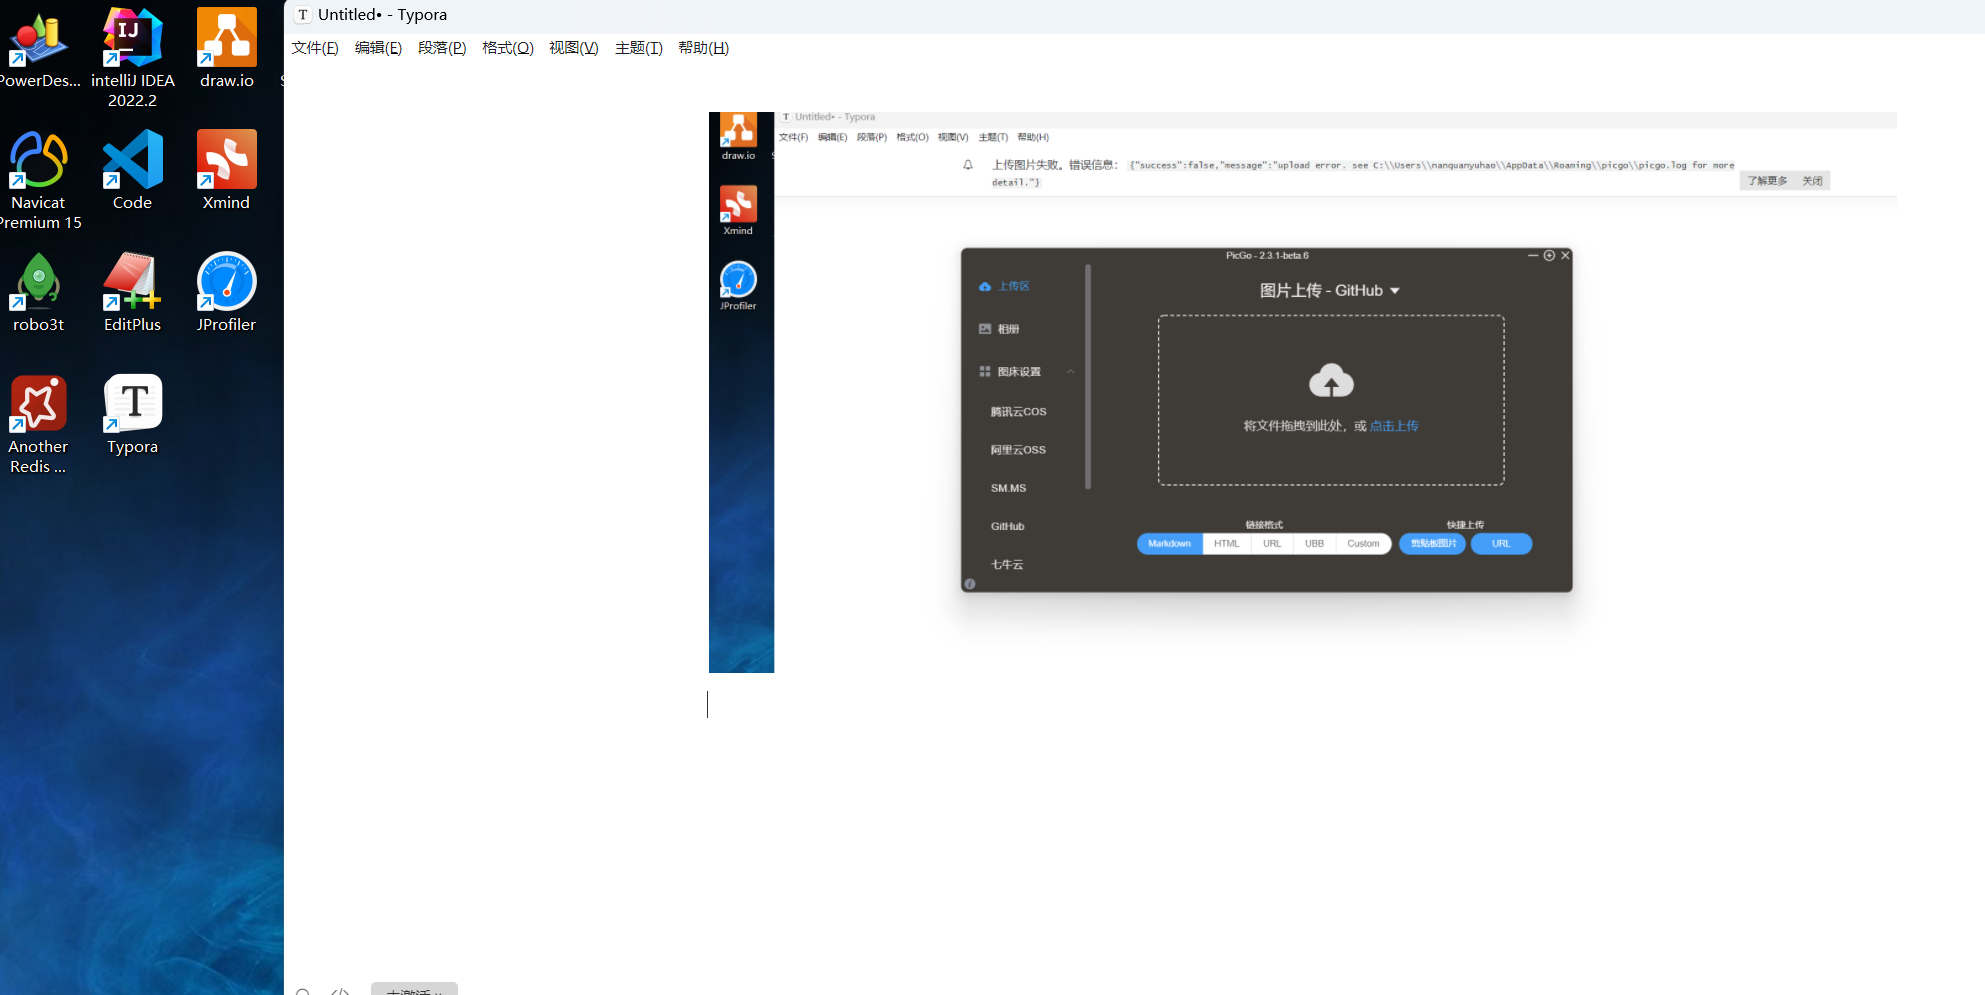 PowerDes...
intelliJ IDEA
2022.2
draw.io
Navicat
Premium 15
Code
Xmind
robo3t
EditPlus
JProfiler
Another
Redis ...
Typora
Untitled• - Typora
文件(F) 编辑(E) 段落(P) 格式(O) 视图(V) 主题(T) 帮助(H)
draw.io
Xmind
JProfiler
Untitled• - Typora
文件(F) 编辑(E) 段落(P) 格式(O) 视图(V) 主题(T) 帮助(H)
上传图片失败。错误信息： {"success":false,"message":"upload error. see C:\\Users\\nanquanyuhao\\AppData\\Roaming\\picgo\\picgo.log for more
detail."}
了解更多 关闭
PicGo - 2.3.1-beta.6
上传区
相册
图床设置
腾讯云COS
阿里云OSS
SM.MS
GitHub
七牛云
图片上传 - GitHub
将文件拖拽到此处，或 点击上传
链接格式
Markdown HTML URL UBB Custom
快捷上传
剪贴板图片 URL